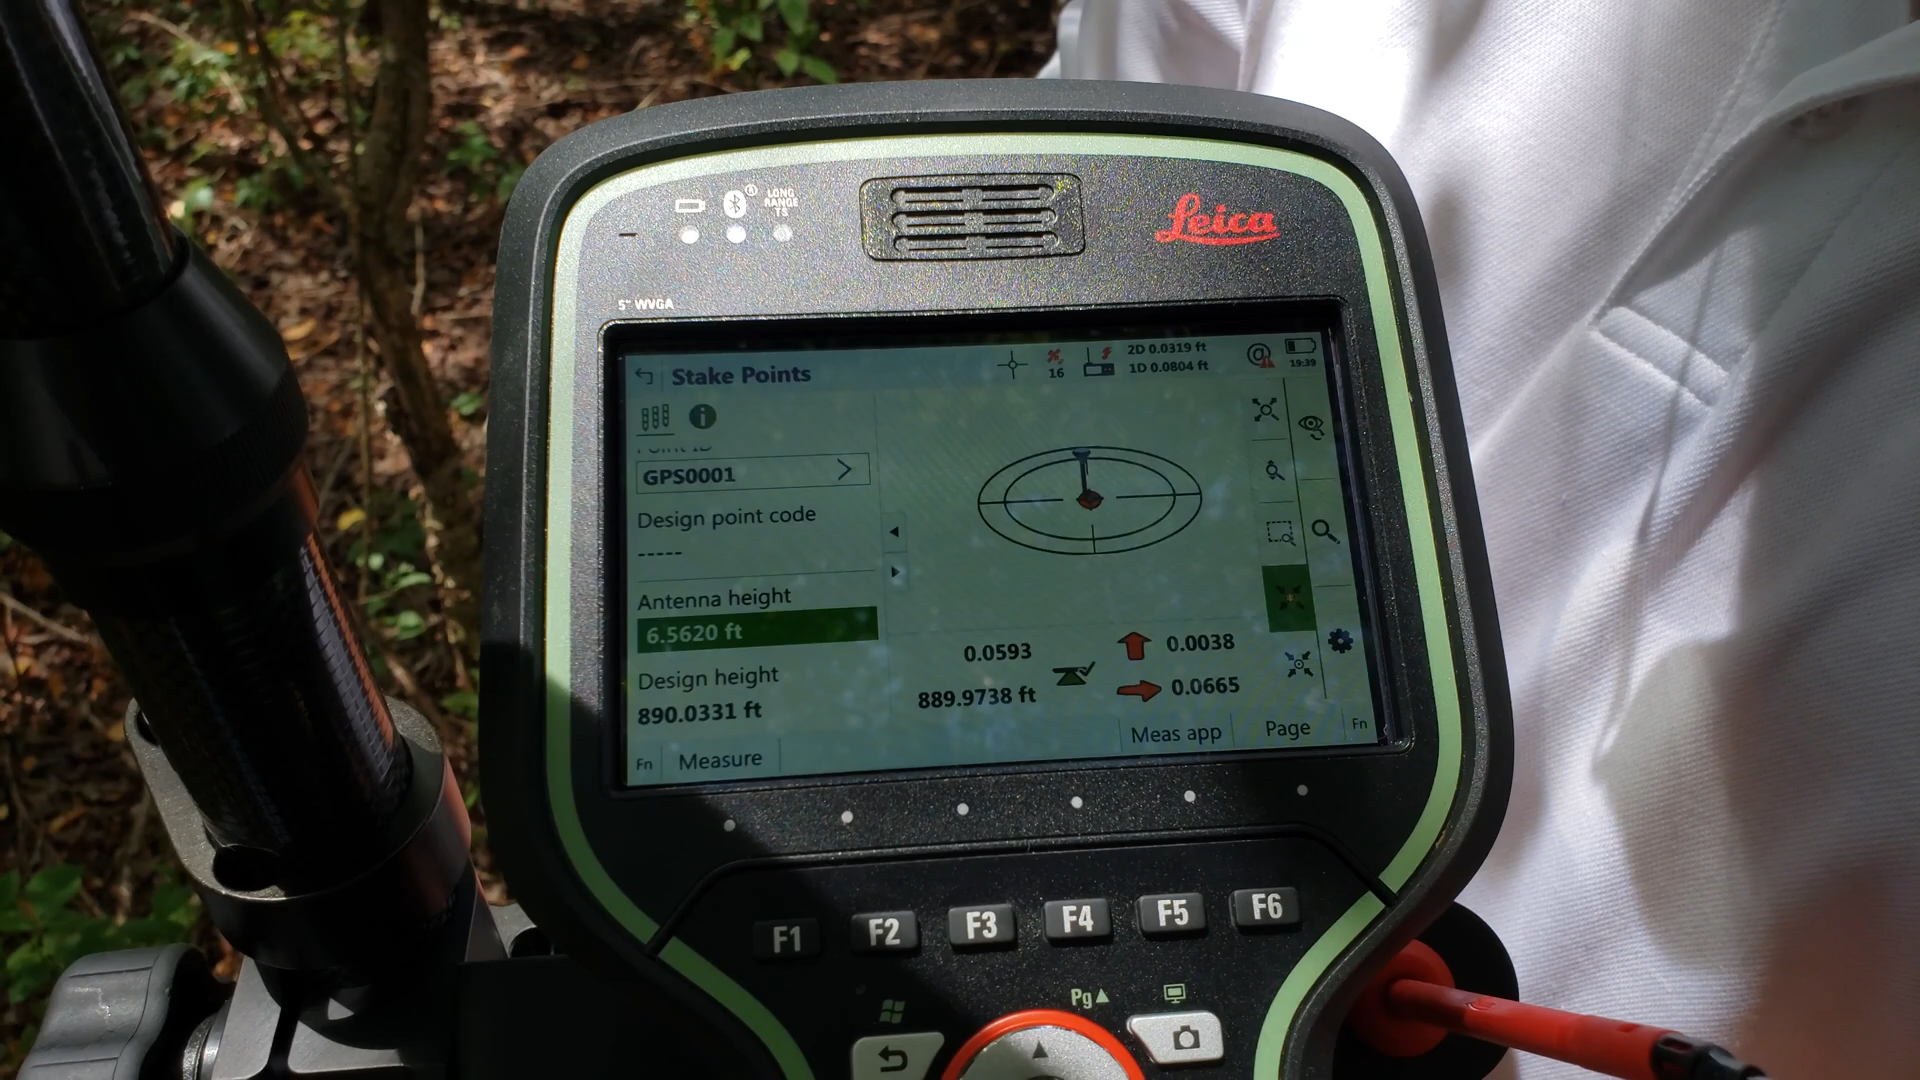 ®
LONG
RANGE
TS
Leica
5" WVGA
Stake Points
16
2D 0.0319 ft
1D 0.0804 ft
19:39
Point ID
GPS0001
Design point code
-----
Antenna height
6.5620 ft
Design height
890.0331 ft
0.0593
889.9738 ft
0.0038
0.0665
Fn
Measure
Meas app
Page
Fn
F1
F2
F3
F4
F5
F6
Pg